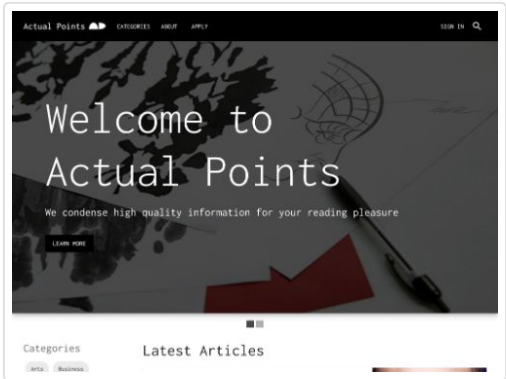 Actual Points
CATEGORIES ABOUT APPLY
SIGN IN
Welcome to
Actual Points
We condense high quality information for your reading pleasure
LEARN MORE
Categories
Arts Business
Latest Articles